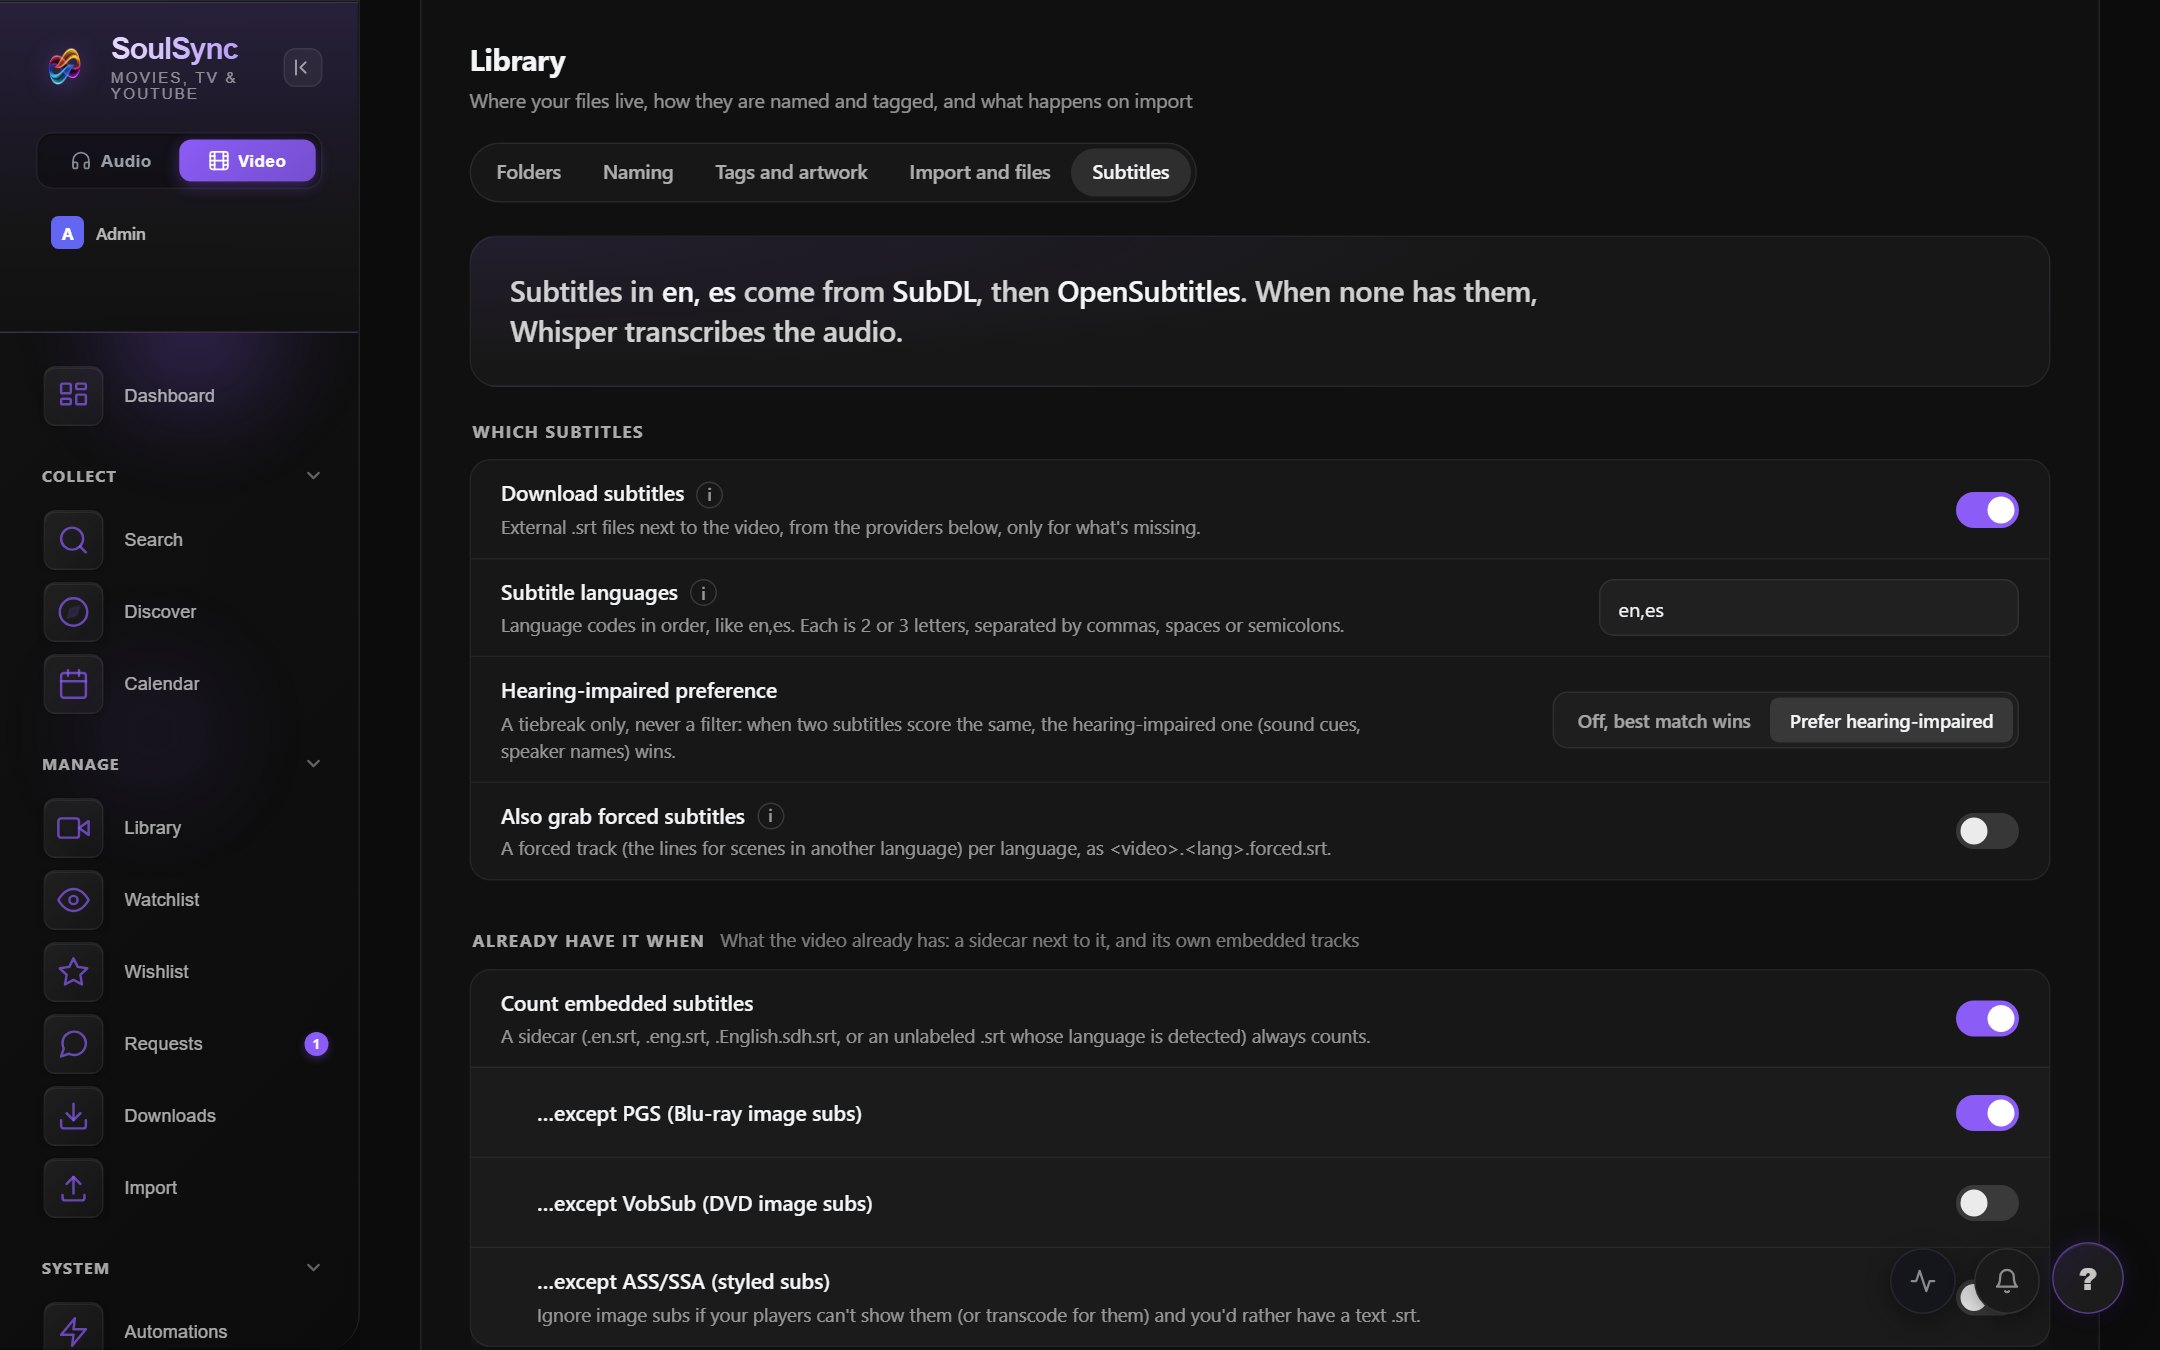 SoulSync
MOVIES, TV &
YOUTUBE
Audio
Video
A
Admin
Dashboard
COLLECT
Search
Discover
Calendar
MANAGE
Library
Watchlist
Wishlist
Requests
1
Downloads
Import
SYSTEM
Automations
Library
Where your files live, how they are named and tagged, and what happens on import
Folders
Naming
Tags and artwork
Import and files
Subtitles
Subtitles in en, es come from SubDL, then OpenSubtitles. When none has them,
Whisper transcribes the audio.
WHICH SUBTITLES
Download subtitles i
External .srt files next to the video, from the providers below, only for what's missing.
Subtitle languages i
Language codes in order, like en,es. Each is 2 or 3 letters, separated by commas, spaces or semicolons.
en,es
Hearing-impaired preference
A tiebreak only, never a filter: when two subtitles score the same, the hearing-impaired one (sound cues,
speaker names) wins.
Off, best match wins
Prefer hearing-impaired
Also grab forced subtitles i
A forced track (the lines for scenes in another language) per language, as <video>.<lang>.forced.srt.
ALREADY HAVE IT WHEN What the video already has: a sidecar next to it, and its own embedded tracks
Count embedded subtitles
A sidecar (.en.srt, .eng.srt, .English.sdh.srt, or an unlabeled .srt whose language is detected) always counts.
...except PGS (Blu-ray image subs)
...except VobSub (DVD image subs)
...except ASS/SSA (styled subs)
Ignore image subs if your players can't show them (or transcode for them) and you'd rather have a text .srt.
?